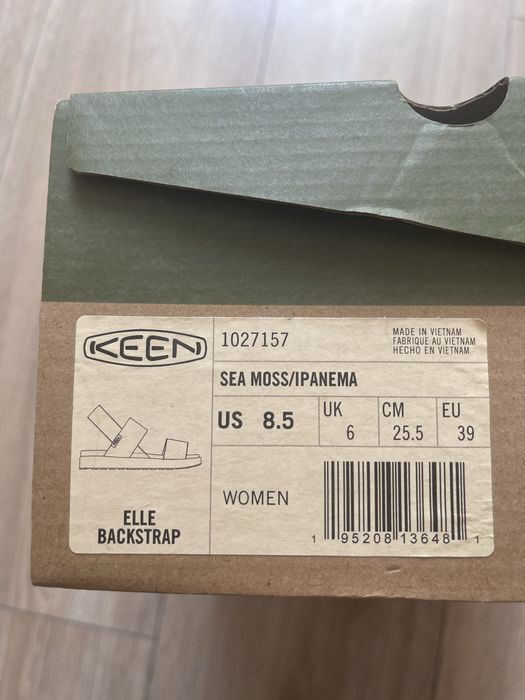 KEEN
1027157
MADE IN VIETNAM
FABRIQUE AU VIETNAM
HECHO EN VIETNAM
SEA MOSS/IPANEMA
US 8.5
UK 6
CM 25.5
EU 39
WOMEN
ELLE
BACKSTRAP
1 95208 13648 1